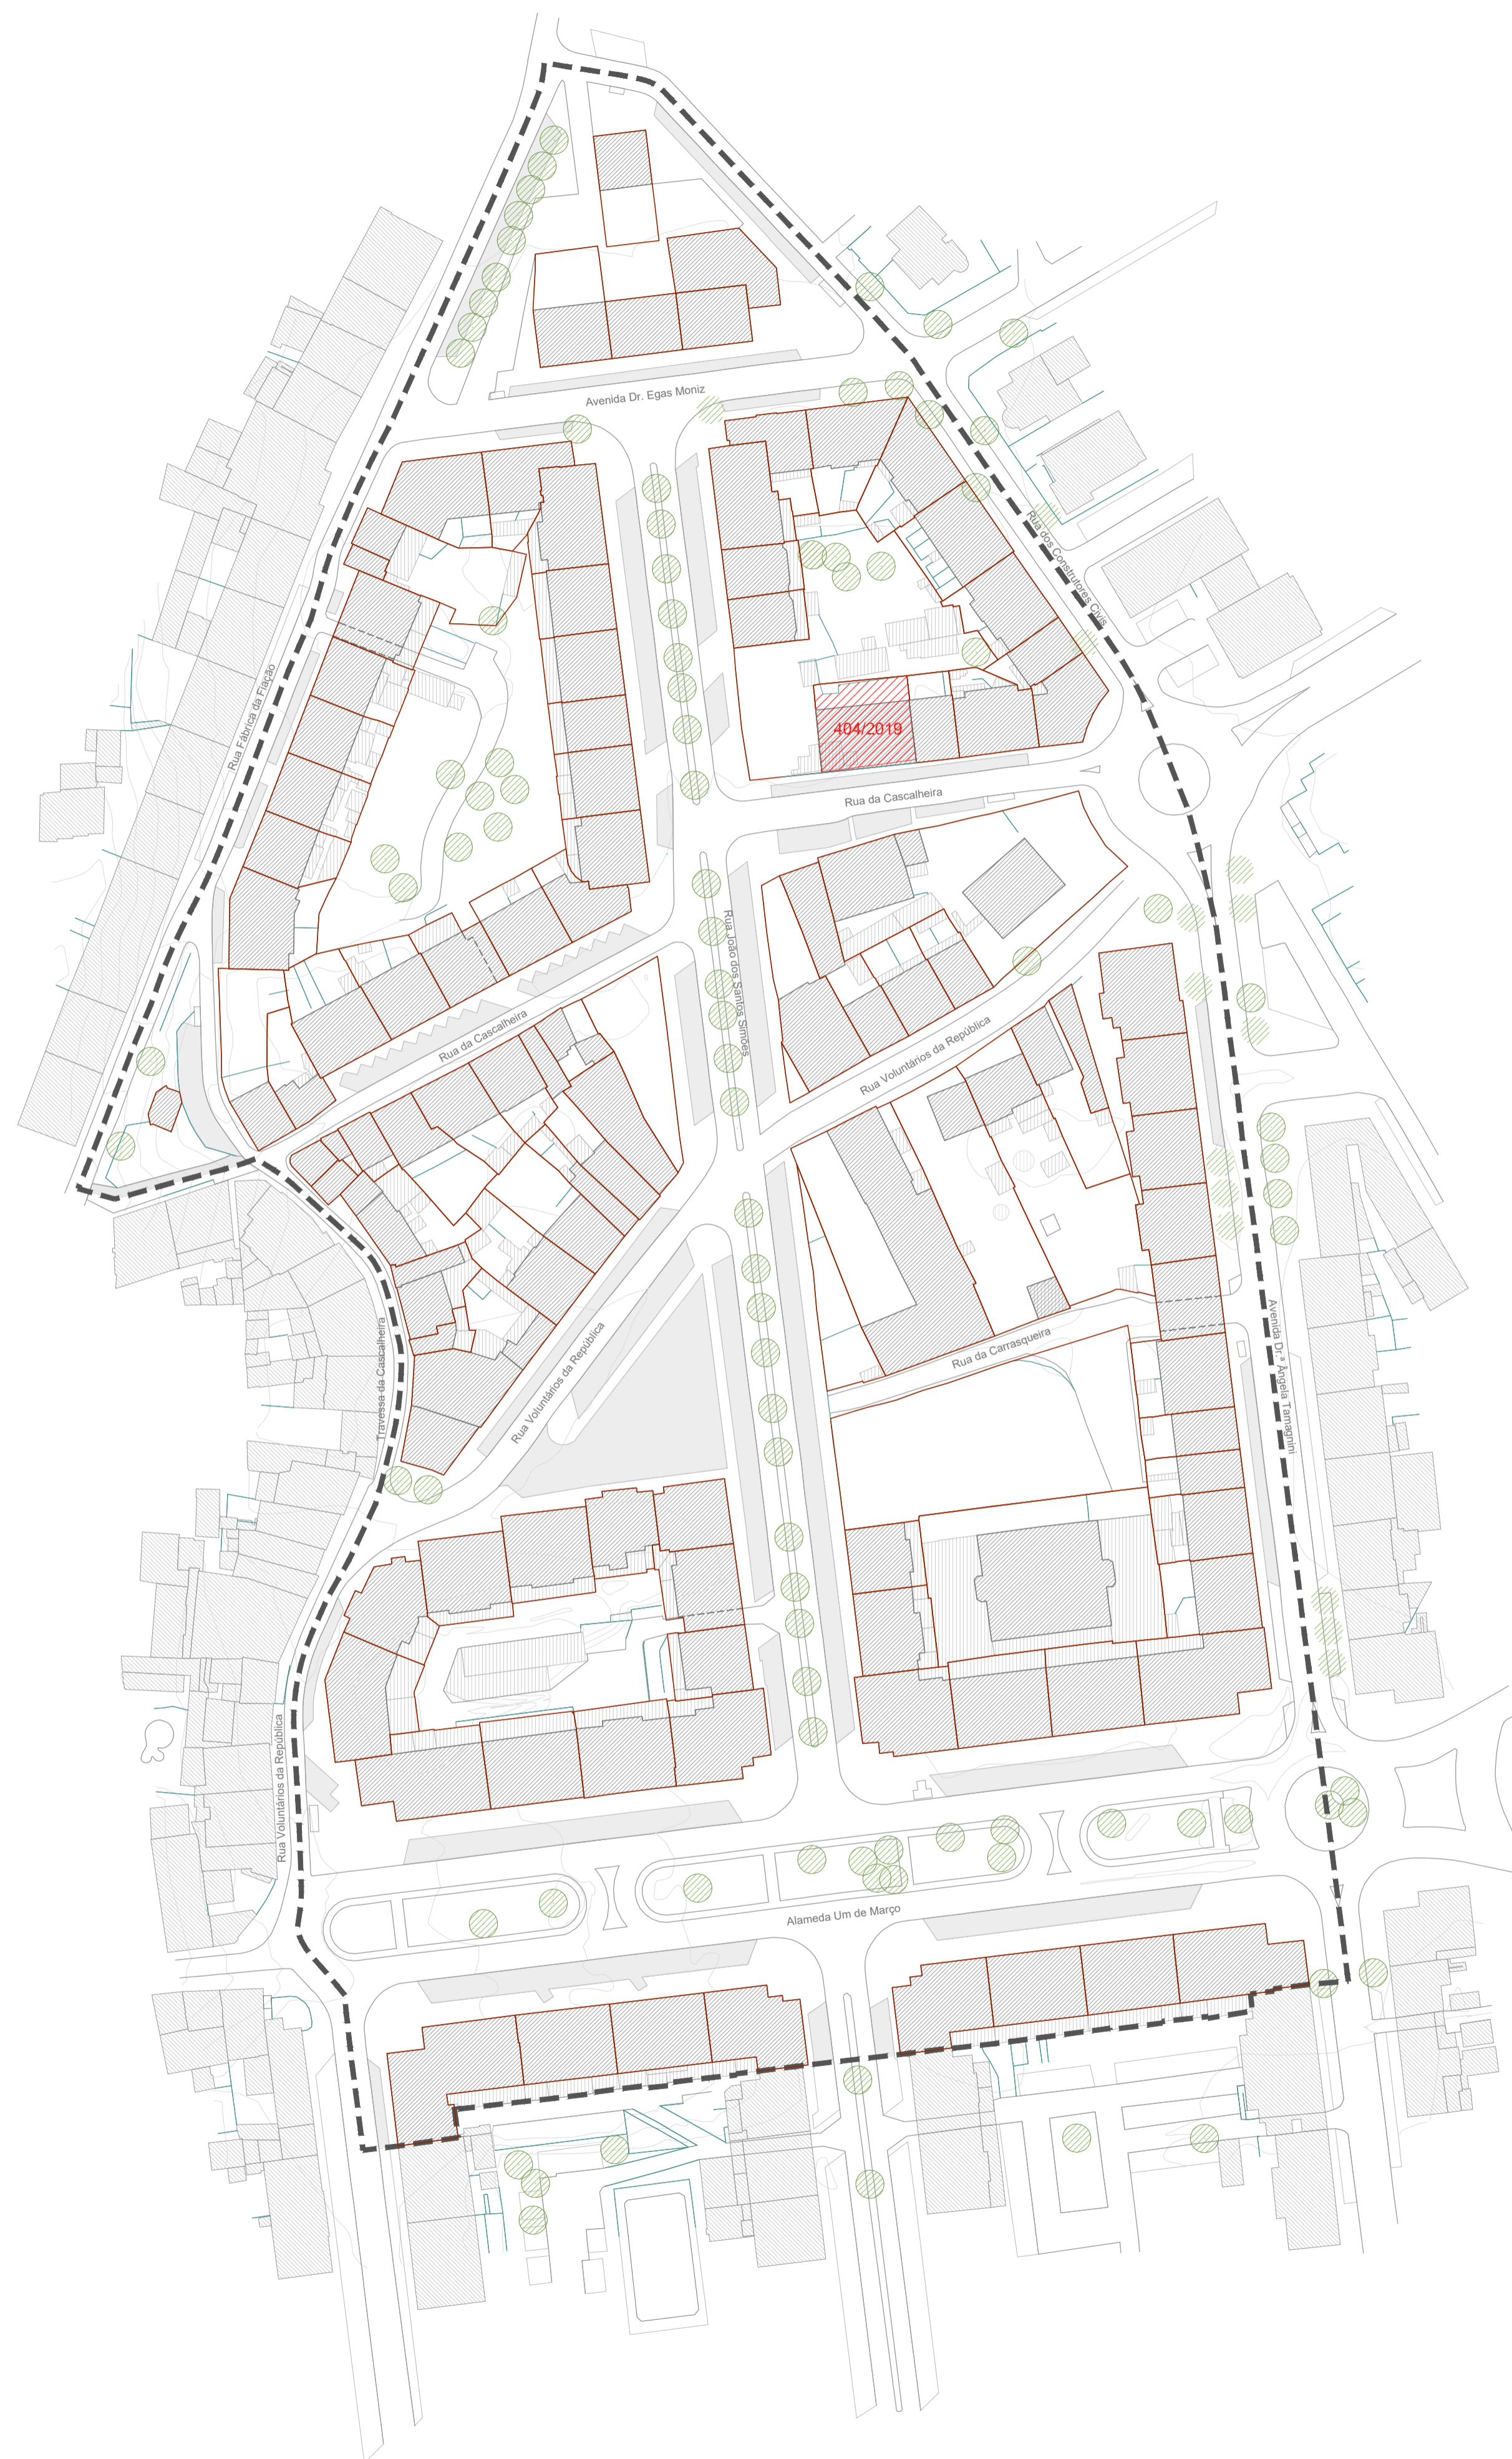 Avenida Dr. Egas Moniz
Rua dos Construtores Civis
Rua Fábrica da Fiação
404/2019
Rua da Cascalheira
Rua João dos Santos Simões
Rua da Cascalheira
Rua Voluntários da República
Rua da Carrasqueira
Avenida Dr.ª Ângela Tamagnini
Travessa da Cascalheira
Rua Voluntários da República
Rua Voluntários da República
Alameda Um de Março